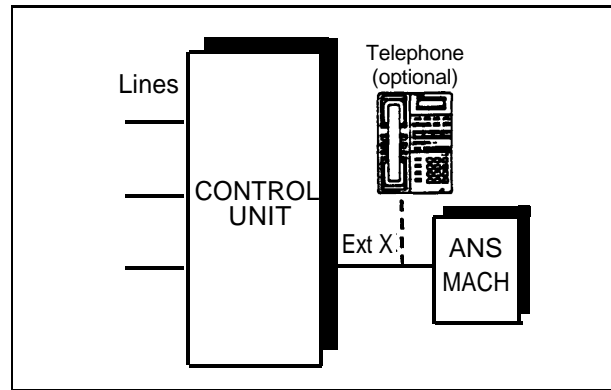 Telephone
(optional)
Lines
CONTROL
UNIT
Ext X
ANS
MACH